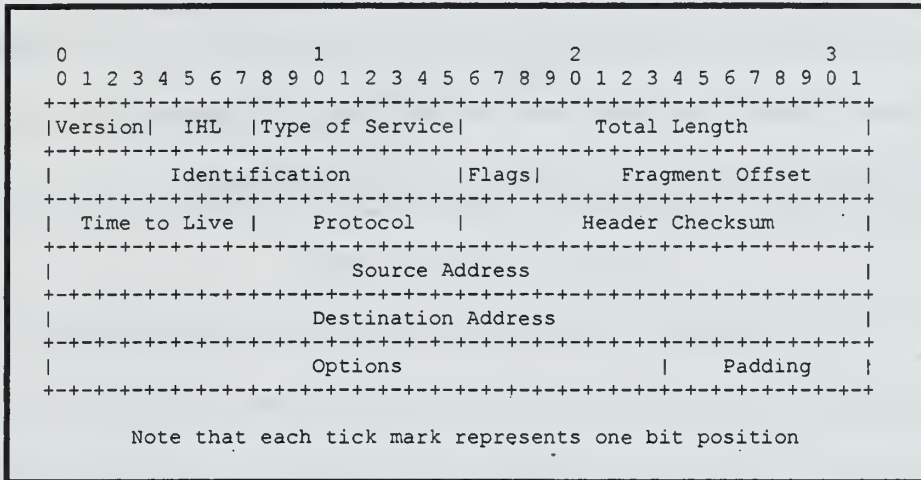 0                   1                   2                   3
0 1 2 3 4 5 6 7 8 9 0 1 2 3 4 5 6 7 8 9 0 1 2 3 4 5 6 7 8 9 0 1
+-+-+-+-+-+-+-+-+-+-+-+-+-+-+-+-+-+-+-+-+-+-+-+-+-+-+-+-+-+-+-+-+
|Version|  IHL  |Type of Service|          Total Length         |
+-+-+-+-+-+-+-+-+-+-+-+-+-+-+-+-+-+-+-+-+-+-+-+-+-+-+-+-+-+-+-+-+
|         Identification        |Flags|      Fragment Offset    |
+-+-+-+-+-+-+-+-+-+-+-+-+-+-+-+-+-+-+-+-+-+-+-+-+-+-+-+-+-+-+-+-+
|  Time to Live |    Protocol   |         Header Checksum       |
+-+-+-+-+-+-+-+-+-+-+-+-+-+-+-+-+-+-+-+-+-+-+-+-+-+-+-+-+-+-+-+-+
|                       Source Address                          |
+-+-+-+-+-+-+-+-+-+-+-+-+-+-+-+-+-+-+-+-+-+-+-+-+-+-+-+-+-+-+-+-+
|                    Destination Address                        |
+-+-+-+-+-+-+-+-+-+-+-+-+-+-+-+-+-+-+-+-+-+-+-+-+-+-+-+-+-+-+-+-+
|                    Options                    |    Padding    |
+-+-+-+-+-+-+-+-+-+-+-+-+-+-+-+-+-+-+-+-+-+-+-+-+-+-+-+-+-+-+-+-+
Note that each tick mark represents one bit position